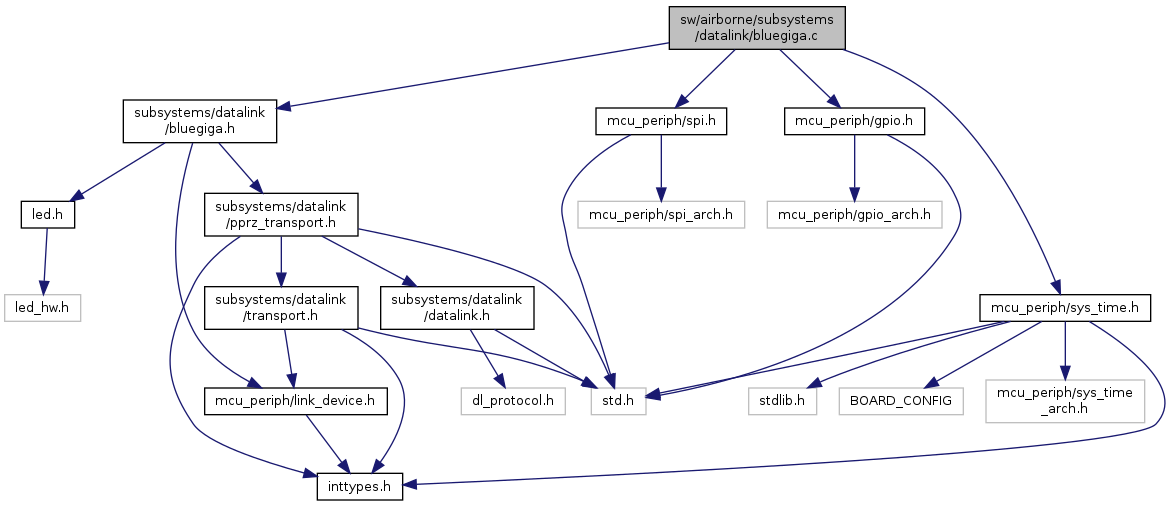 sw/airborne/subsystems
/datalink/bluegiga.c
subsystems/datalink
/bluegiga.h
mcu_periph/spi.h
mcu_periph/gpio.h
led.h
subsystems/datalink
/pprz_transport.h
mcu_periph/spi_arch.h
mcu_periph/gpio_arch.h
led_hw.h
subsystems/datalink
/transport.h
subsystems/datalink
/datalink.h
mcu_periph/sys_time.h
mcu_periph/link_device.h
dl_protocol.h
std.h
stdlib.h
BOARD_CONFIG
mcu_periph/sys_time
_arch.h
inttypes.h